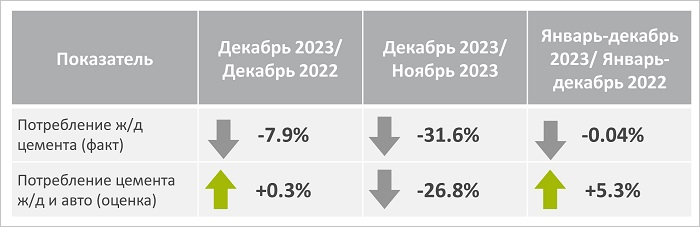 Показатель
Декабрь 2023/
Декабрь 2022
Декабрь 2023/
Ноябрь 2023
Январь-декабрь
2023/ Январь-
декабрь 2022
Потребление ж/д
цемента (факт)
-7.9%
-31.6%
-0.04%
Потребление цемента
ж/д и авто (оценка)
+0.3%
-26.8%
+5.3%